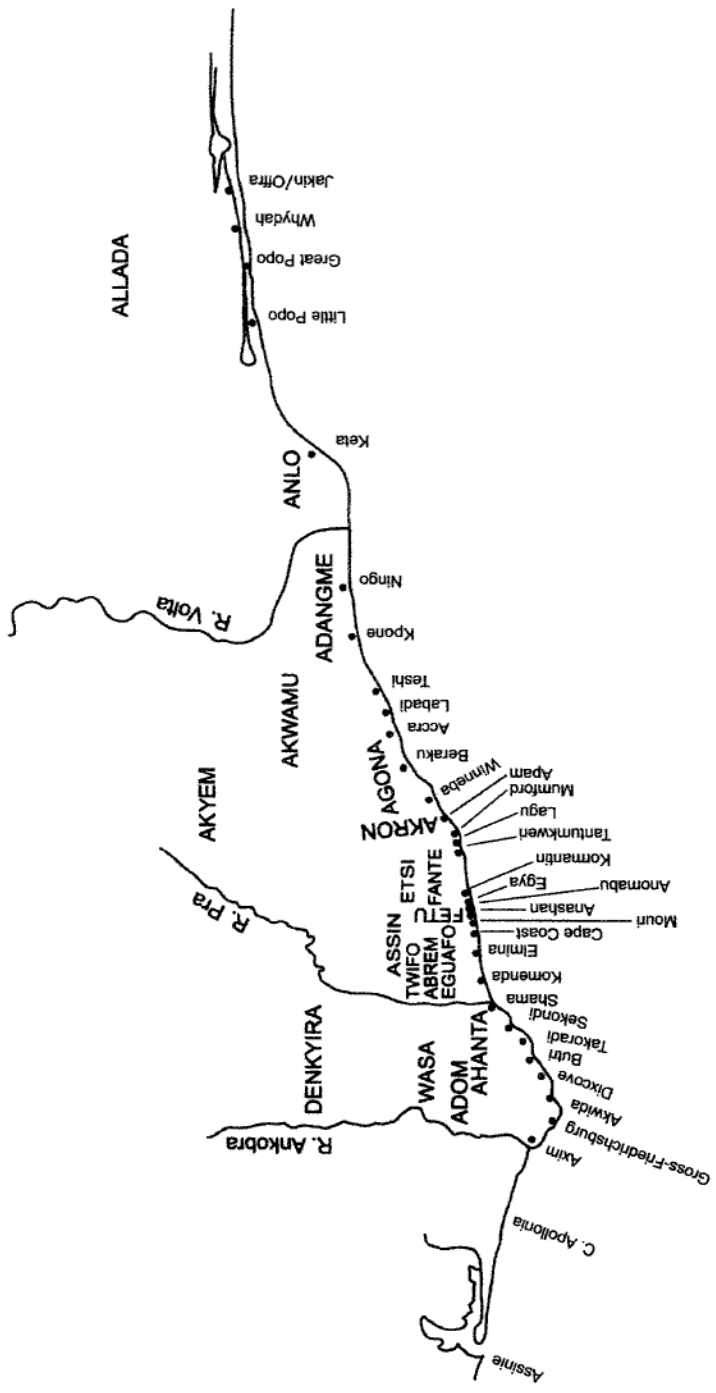 ALLADA
Jakin/Offra
Whydah
Great Popo
Little Popo
Keta
ANLO
R. Volta
ADANGME
Ningo
Kpone
AKWAMU
Teshi
Labadi
Accra
Beraku
AGONA
AKYEM
Winneba
Apam
Mumford
Lagu
Tantumkweri
AKRON
Kormantin
Egya
Anomabu
Anashan
Mouri
Cape Coast
Elmina
Komenda
Shama
ETSI
FANTE
FETU
R. Pra
ASSIN
TWIFO
ABREM
EGUAFO
Sekondi
Takoradi
Butri
Dixcove
Akwida
Gross-Friedrichsburg
Axim
DENKYIRA
WASA
ADOM
AHANTA
R. Ankobra
C. Apollonia
Assinie